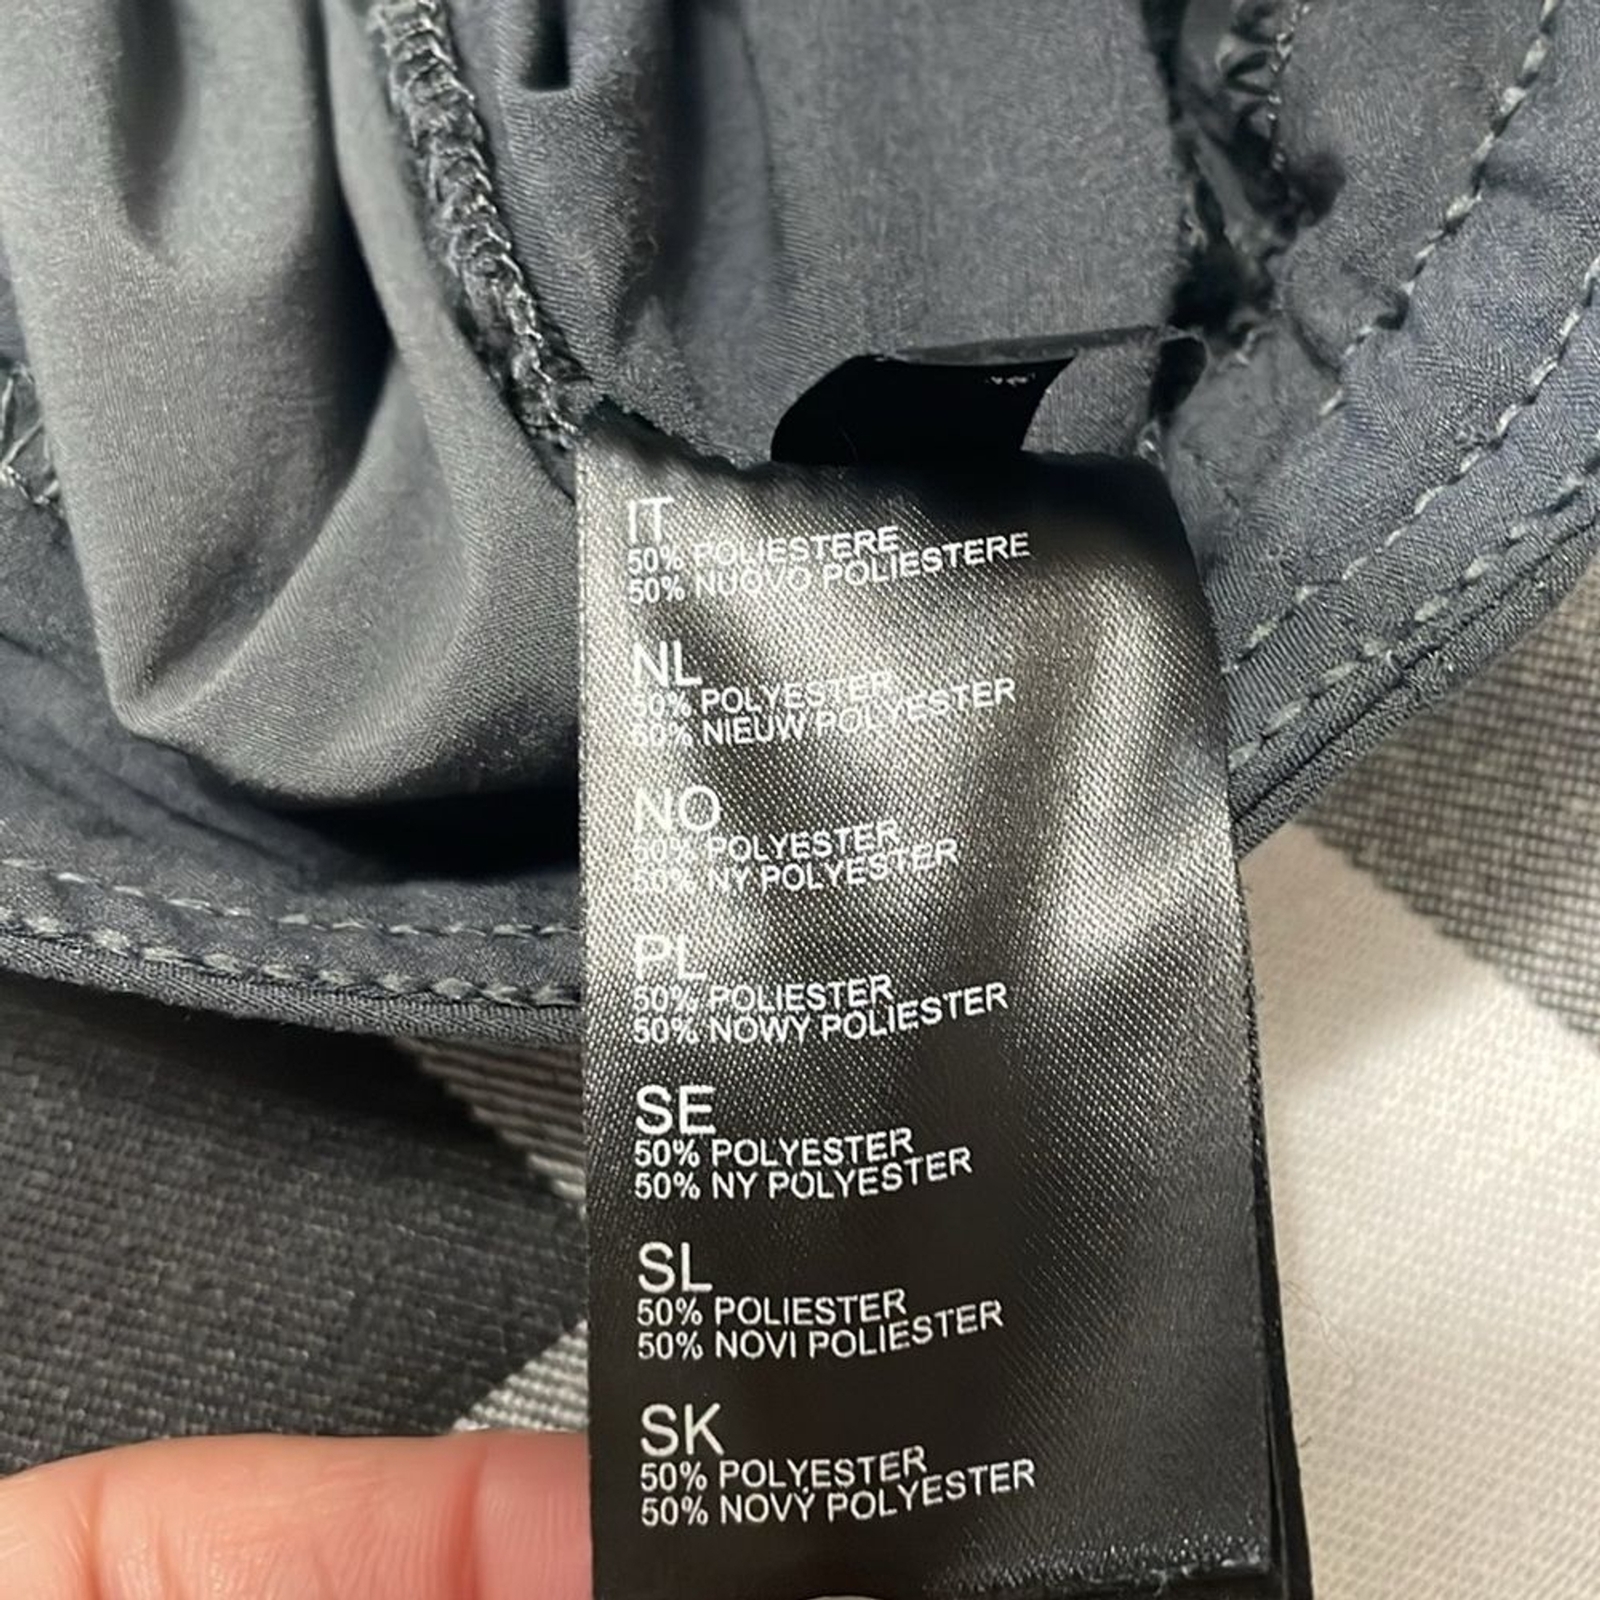 IT
50% POLIESTERE
50% NUOVO POLIESTERE
NL
50% POLYESTER
50% NIEUW POLYESTER
NO
50% POLYESTER
50% NY POLYESTER
PL
50% POLIESTER
50% NOWY POLIESTER
SE
50% POLYESTER
50% NY POLYESTER
SL
50% POLIESTER
50% NOVI POLIESTER
SK
50% POLYESTER
50% NOVÝ POLYESTER